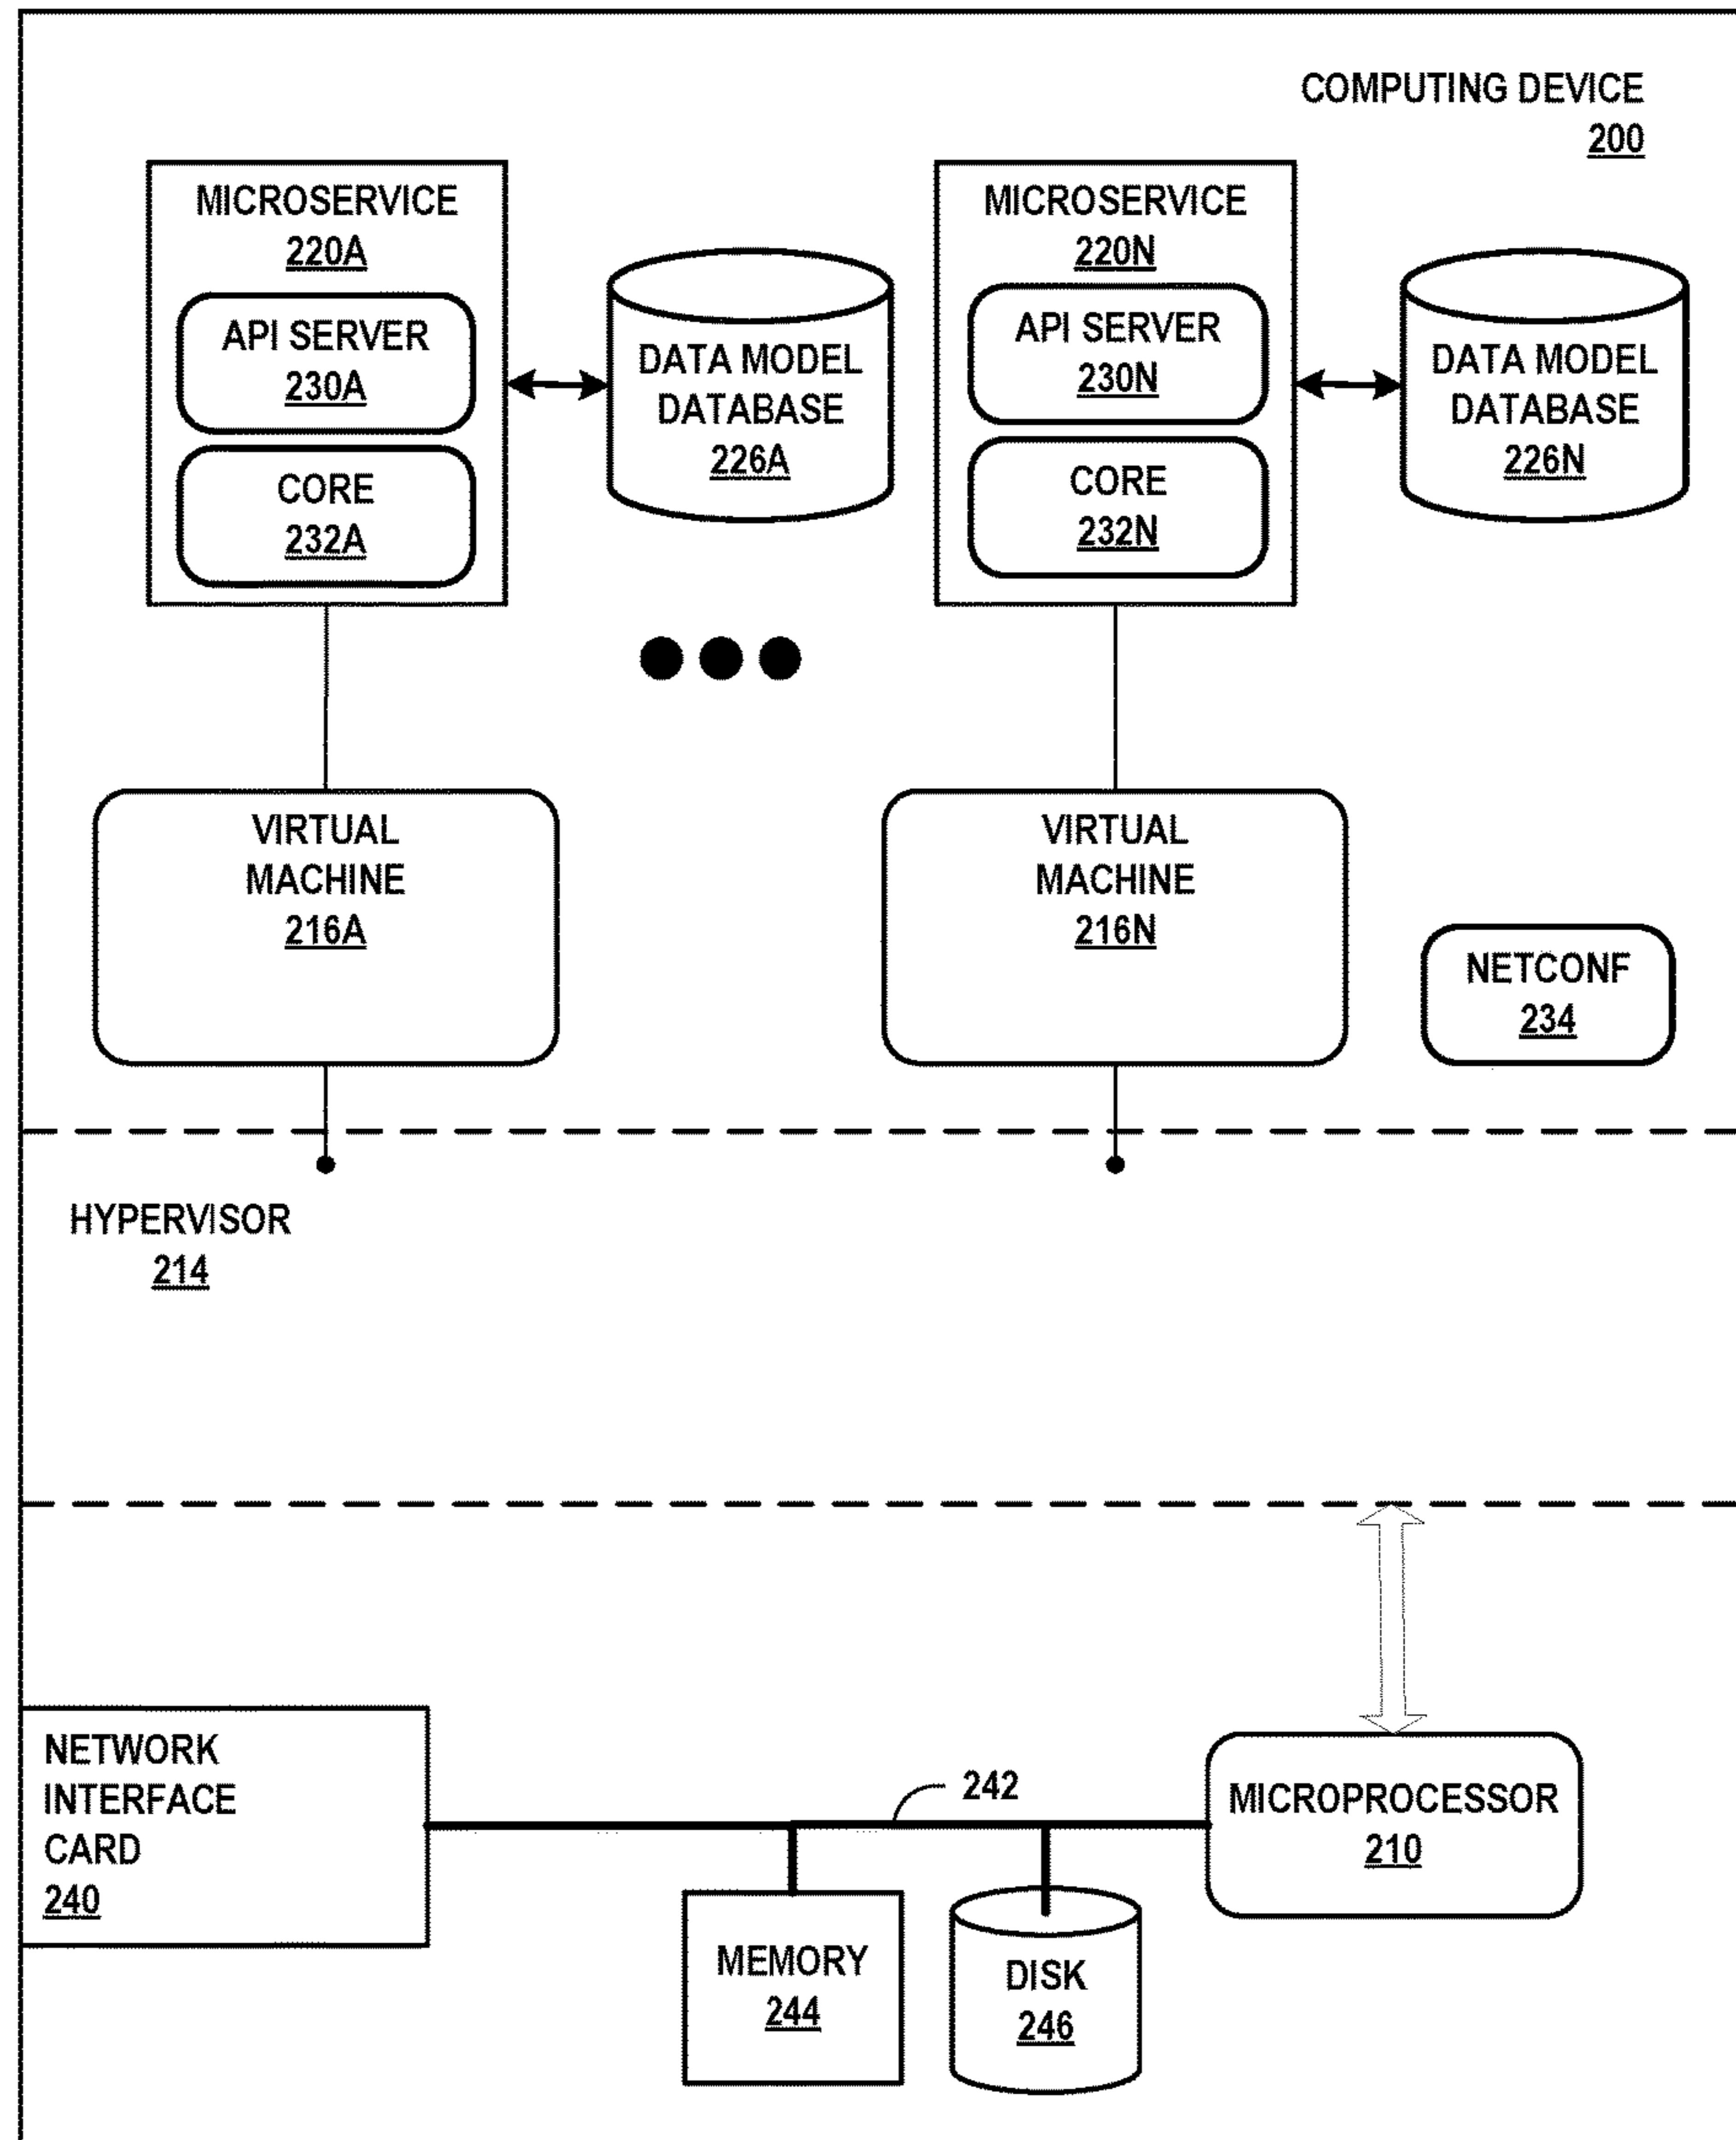 COMPUTING DEVICE
200
MICROSERVICE
220A
API SERVER
230A
CORE
232A
DATA MODEL
DATABASE
226A
MICROSERVICE
220N
API SERVER
230N
CORE
232N
DATA MODEL
DATABASE
226N
VIRTUAL
MACHINE
216A
VIRTUAL
MACHINE
216N
NETCONF
234
HYPERVISOR
214
NETWORK
INTERFACE
CARD
240
242
MICROPROCESSOR
210
MEMORY
244
DISK
246